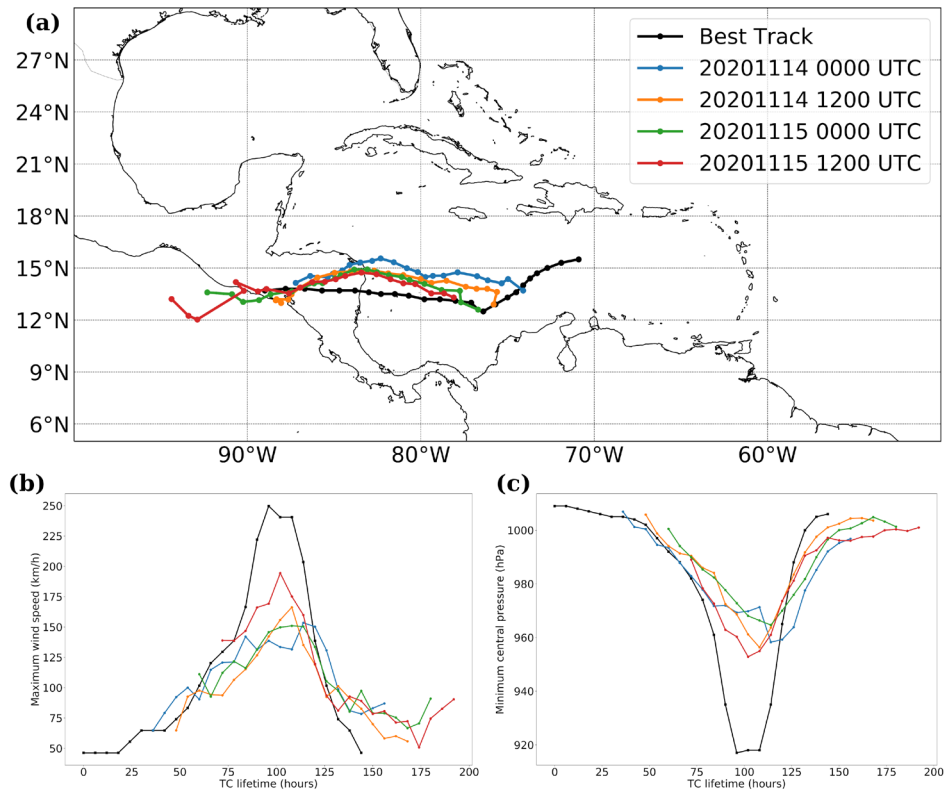 (a)
Best Track
20201114 0000 UTC
20201114 1200 UTC
20201115 0000 UTC
20201115 1200 UTC
27°N
24°N
21°N
18°N
15°N
12°N
9°N
6°N
90°W 80°W 70°W 60°W
(b)
Maximum wind speed (km/h)
250
225
200
175
150
125
100
75
50
0 25 50 75 100 125 150 175 200
TC lifetime (hours)
(c)
Minimum central pressure (hPa)
1000
980
960
940
920
0 25 50 75 100 125 150 175 200
TC lifetime (hours)